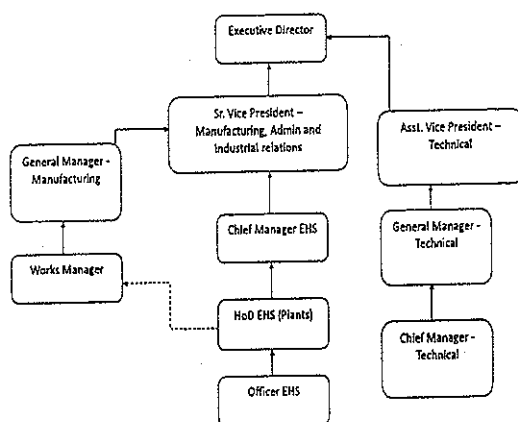 Executive Director
Sr. Vice President –
Manufacturing, Admin and
Industrial relations
Asst. Vice President –
Technical
General Manager -
Manufacturing
Chief Manager EHS
General Manager -
Technical
Works Manager
HoD EHS (Plants)
Chief Manager -
Technical
Officer EHS